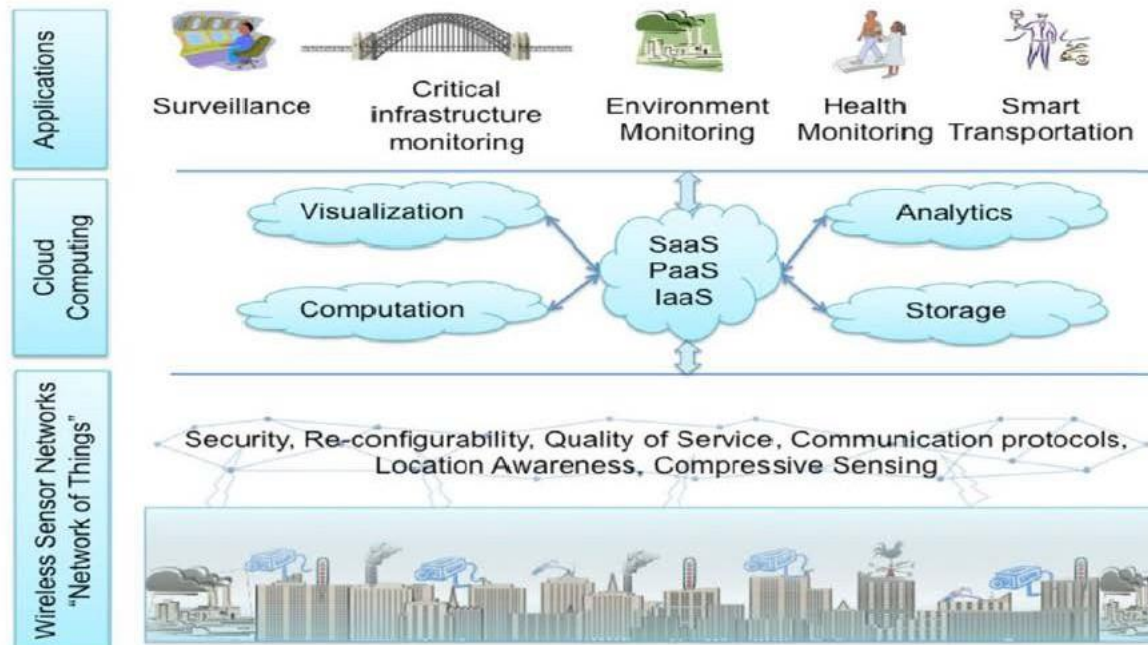 Applications
Surveillance
Critical
infrastructure
monitoring
Environment
Monitoring
Health
Monitoring
Smart
Transportation
Cloud
Computing
Visualization
Computation
SaaS
PaaS
IaaS
Analytics
Storage
Wireless Sensor Networks
“Network of Things”
Security, Re-configurability, Quality of Service, Communication protocols,
Location Awareness, Compressive Sensing